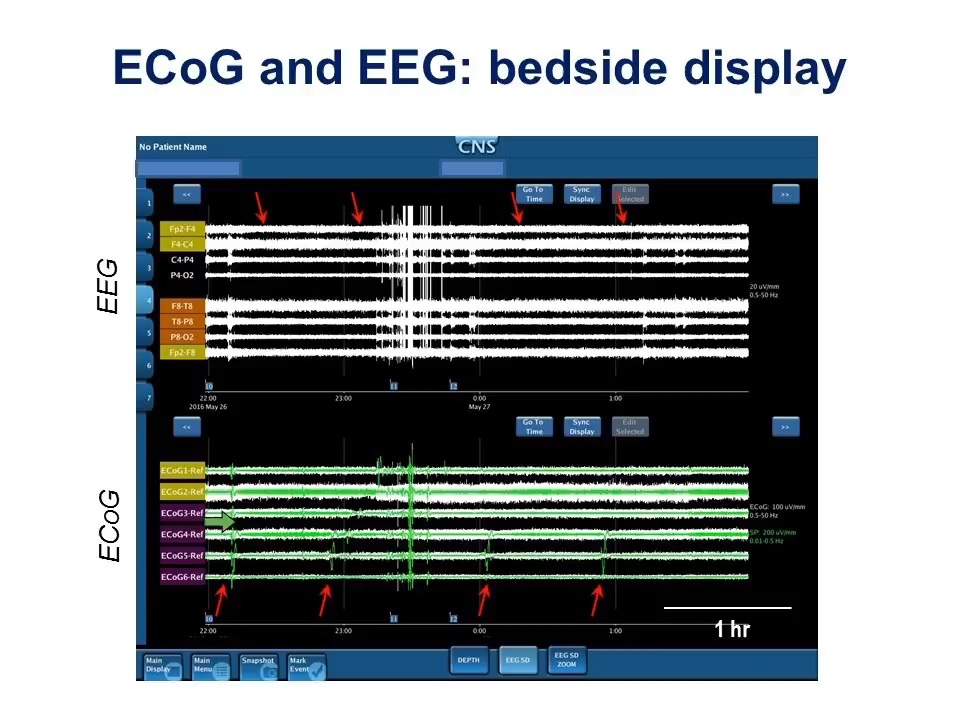 ECoG and EEG: bedside display
No Patient Name
CNS
<<
Go To
Time
Sync
Display
Edit
Selected
>>
1
2
3
4
5
6
7
EEG
Fp2-F4
F4-C4
C4-P4
P4-O2
F8-T8
T8-P8
P8-O2
Fp2-F8
20 uV/mm
0.5-50 Hz
10
11
12
22:00
23:00
0:00
1:00
2016 May 26
May 27
<<
Go To
Time
Sync
Display
Edit
Selected
>>
ECoG
ECoG1-Ref
ECoG2-Ref
ECoG3-Ref
ECoG4-Ref
ECoG5-Ref
ECoG6-Ref
ECoG: 100 uV/mm
0.5-50 Hz
SP: 200 uV/mm
0.01-0.5 Hz
10
11
12
22:00
23:00
0:00
1:00
1 hr
Main
Display
Main
Menu
Snapshot
Mark
Event
DEPTH
EEG SD
EEG SD
ZOOM